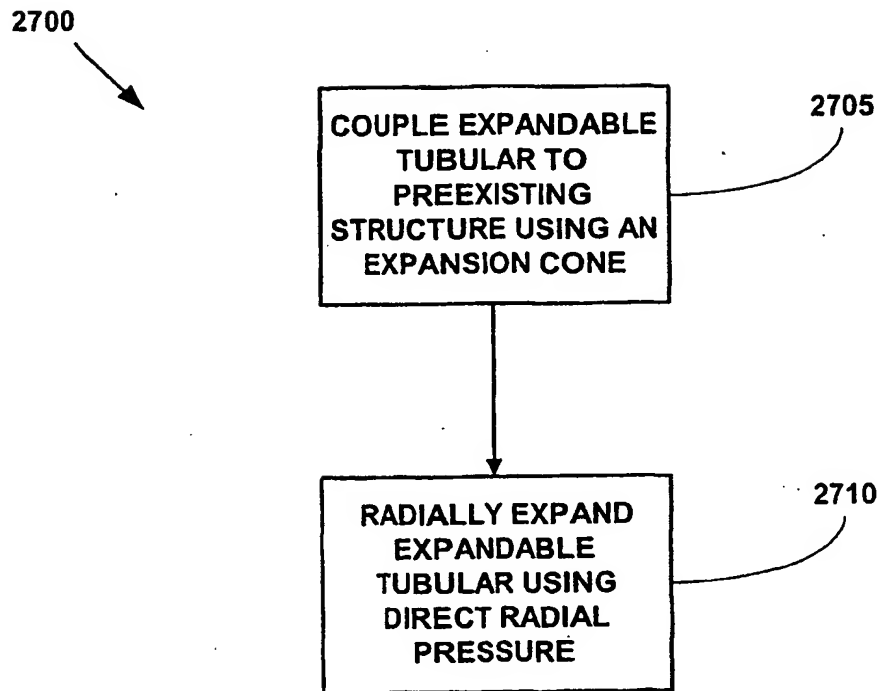 2700
COUPLE EXPANDABLE
TUBULAR TO
PREEXISTING
STRUCTURE USING AN
EXPANSION CONE
2705
RADIALLY EXPAND
EXPANDABLE
TUBULAR USING
DIRECT RADIAL
PRESSURE
2710